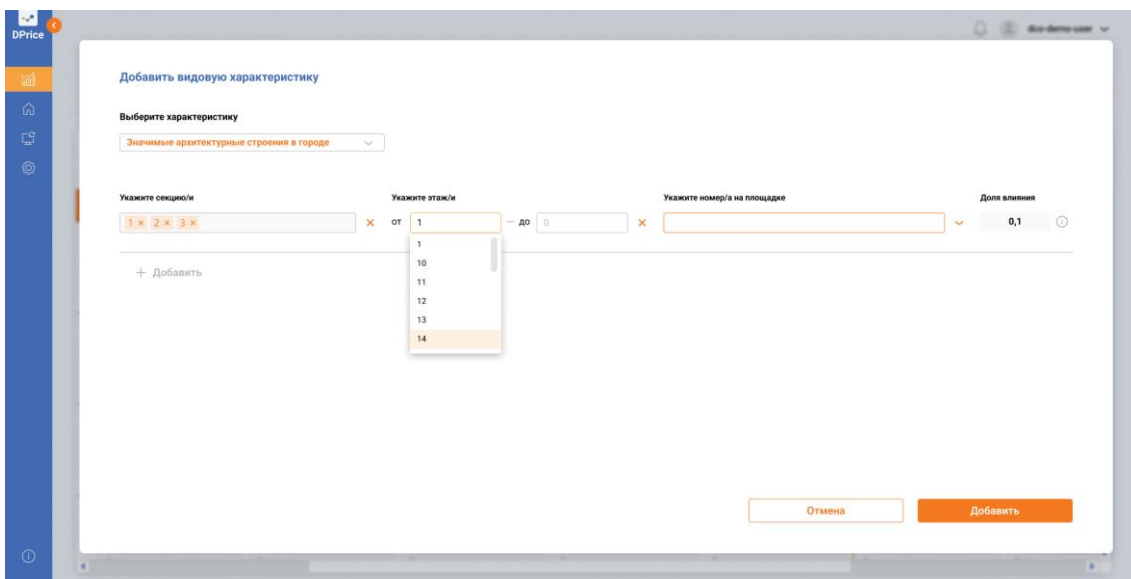 DPrice
dco-demo-user
Добавить видовую характеристику
Выберите характеристику
Значимые архитектурные строения в городе
Укажите секцию/и Укажите этаж/и Укажите номер/а на площадке Доля влияния
1 × 2 × 3 × от 1 — до 0 0,1
1
10
11
12
13
14
+ Добавить
Отмена Добавить